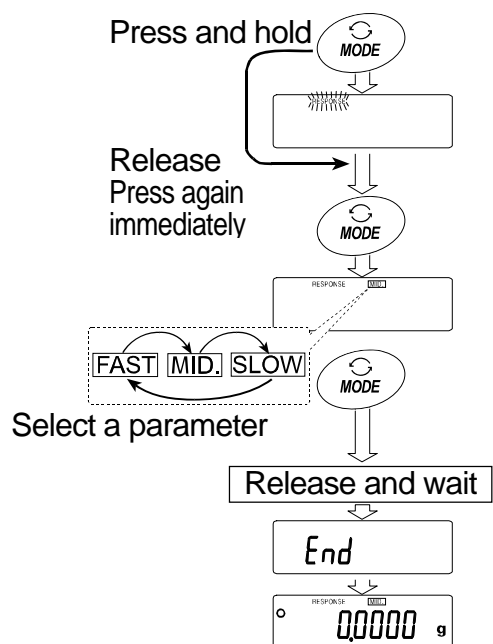 Press and hold
MODE
RESPONSE
Release
Press again
immediately
MODE
RESPONSE MID.
FAST MID. SLOW
MODE
Select a parameter
Release and wait
End
RESPONSE MID.
0.0000 g